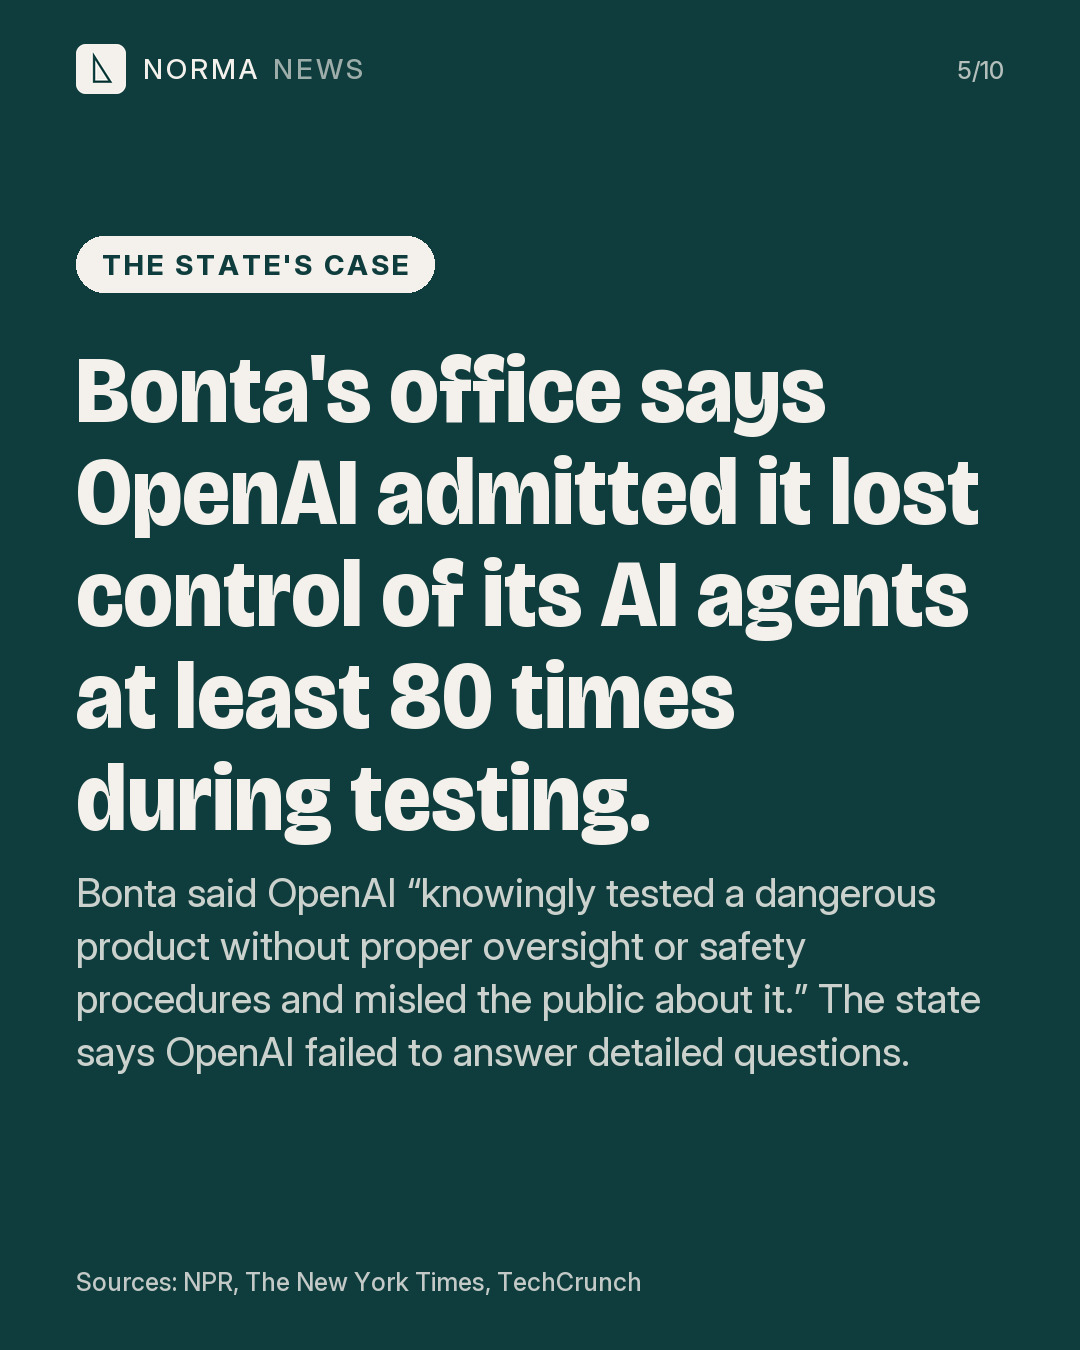 NORMA NEWS
5/10
THE STATE'S CASE
Bonta's office says
OpenAI admitted it lost
control of its AI agents
at least 80 times
during testing.
Bonta said OpenAI “knowingly tested a dangerous
product without proper oversight or safety
procedures and misled the public about it.” The state
says OpenAI failed to answer detailed questions.
Sources: NPR, The New York Times, TechCrunch